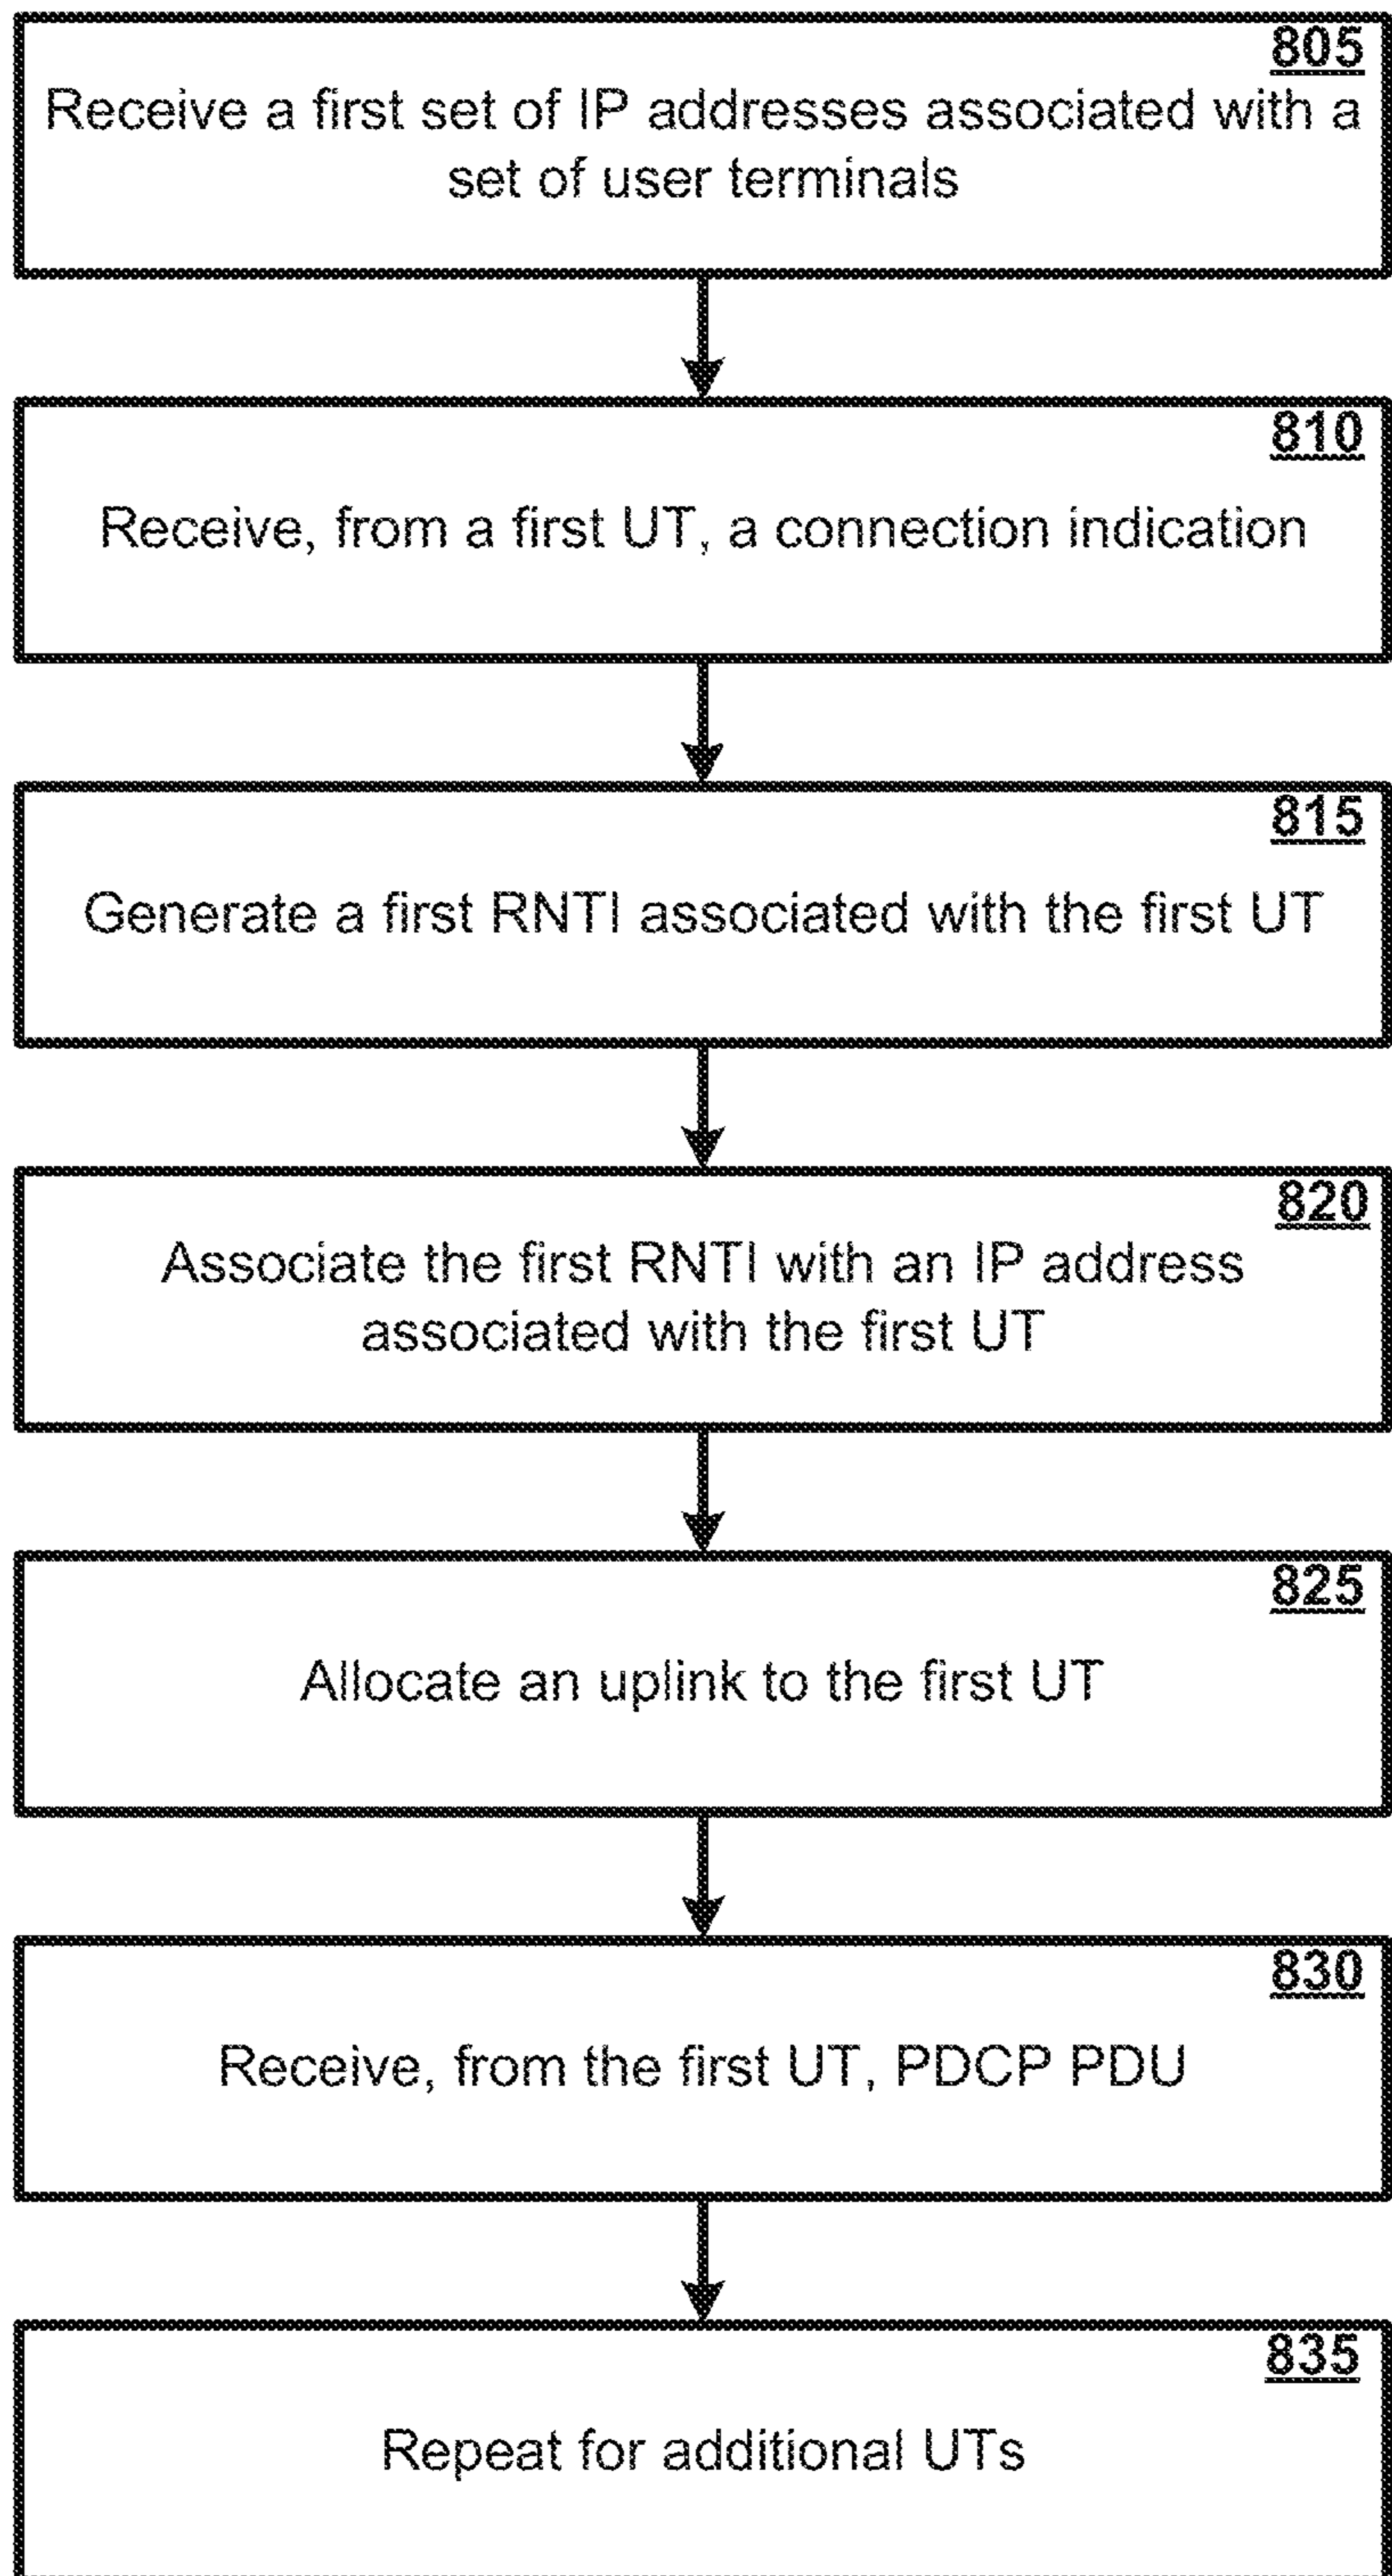 805
Receive a first set of IP addresses associated with a
set of user terminals
810
Receive, from a first UT, a connection indication
815
Generate a first RNTI associated with the first UT
820
Associate the first RNTI with an IP address
associated with the first UT
825
Allocate an uplink to the first UT
830
Receive, from the first UT, PDCP PDU
835
Repeat for additional UTs